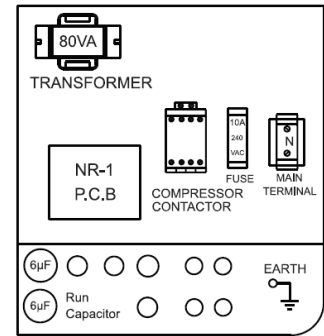 80VA
TRANSFORMER
10A
240
VAC
N
FUSE
MAIN
TERMINAL
COMPRESSOR
CONTACTOR
NR-1
P.C.B
6µF
EARTH
6µF
Run
Capacitor